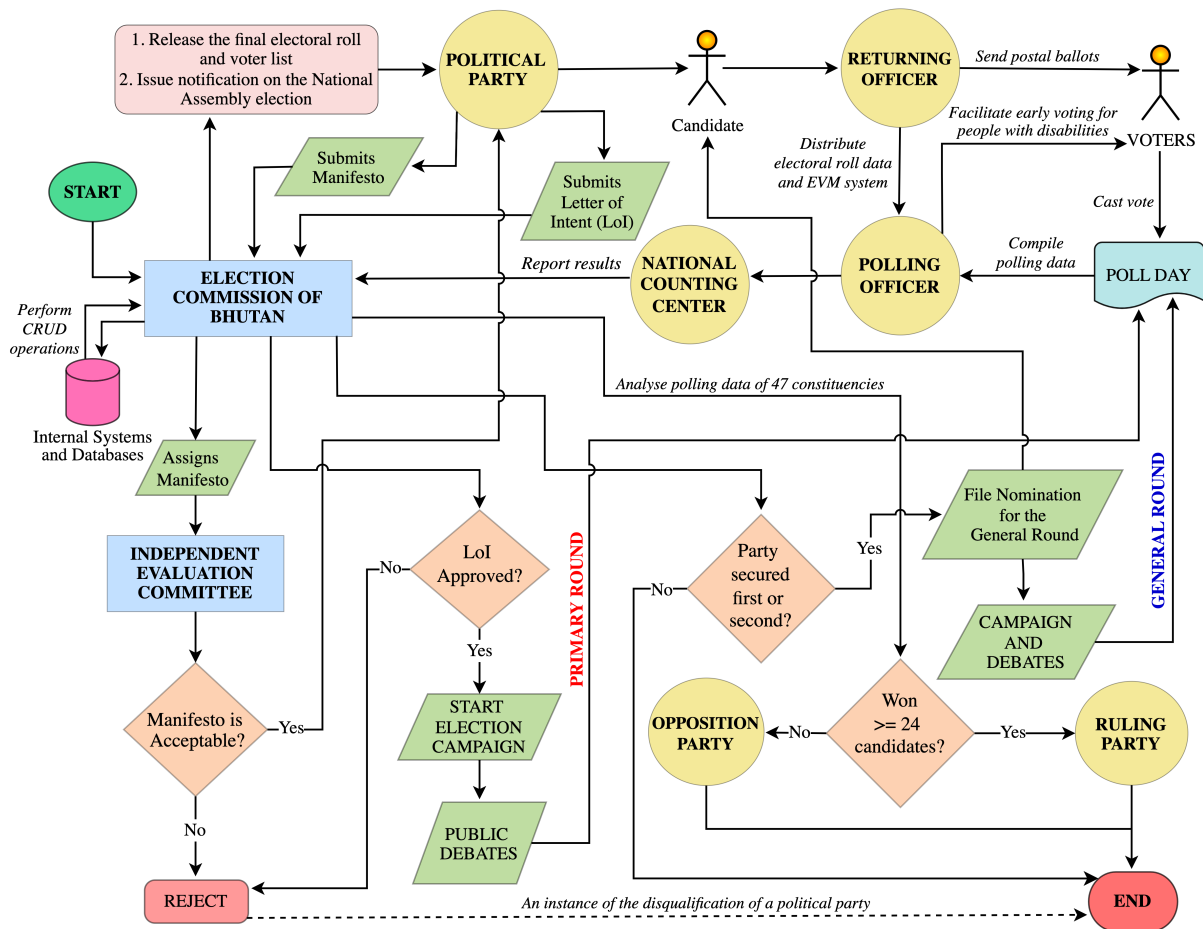 1. Release the final electoral roll
and voter list
2. Issue notification on the National
Assembly election
POLITICAL
PARTY
Candidate
RETURNING
OFFICER
Send postal ballots
VOTERS
Facilitate early voting for
people with disabilities
Distribute
electoral roll data
and EVM system
Submits
Manifesto
Submits
Letter of
Intent (LoI)
START
Cast vote
ELECTION
COMMISSION OF
BHUTAN
Report results
NATIONAL
COUNTING
CENTER
POLLING
OFFICER
Compile
polling data
POLL DAY
Perform
CRUD
operations
Internal Systems
and Databases
Analyse polling data of 47 constituencies
Assigns
Manifesto
INDEPENDENT
EVALUATION
COMMITTEE
LoI
Approved?
No
Yes
PRIMARY ROUND
Party
secured
first or
second?
No
Yes
File Nomination
for the
General Round
GENERAL ROUND
CAMPAIGN
AND
DEBATES
Manifesto is
Acceptable?
Yes
No
START
ELECTION
CAMPAIGN
PUBLIC
DEBATES
OPPOSITION
PARTY
No
Won
>= 24
candidates?
Yes
RULING
PARTY
REJECT
An instance of the disqualification of a political party
END